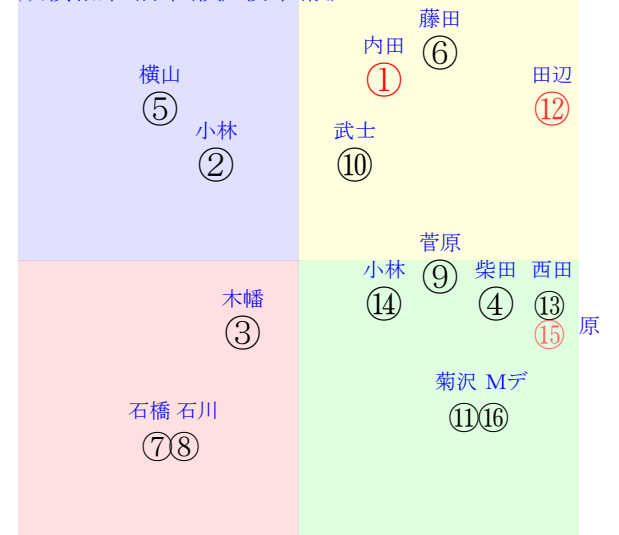 藤田
内田 ⑥
横山 ① 田辺
⑤ ⑫
小林 武士
② ⑩
菅原
小林 ⑨ 柴田 西田
木幡 ⑭ ④ ⑬
③ ⑮ 原
菊沢 Mデ
石橋 石川 ⑪⑯
⑦⑧